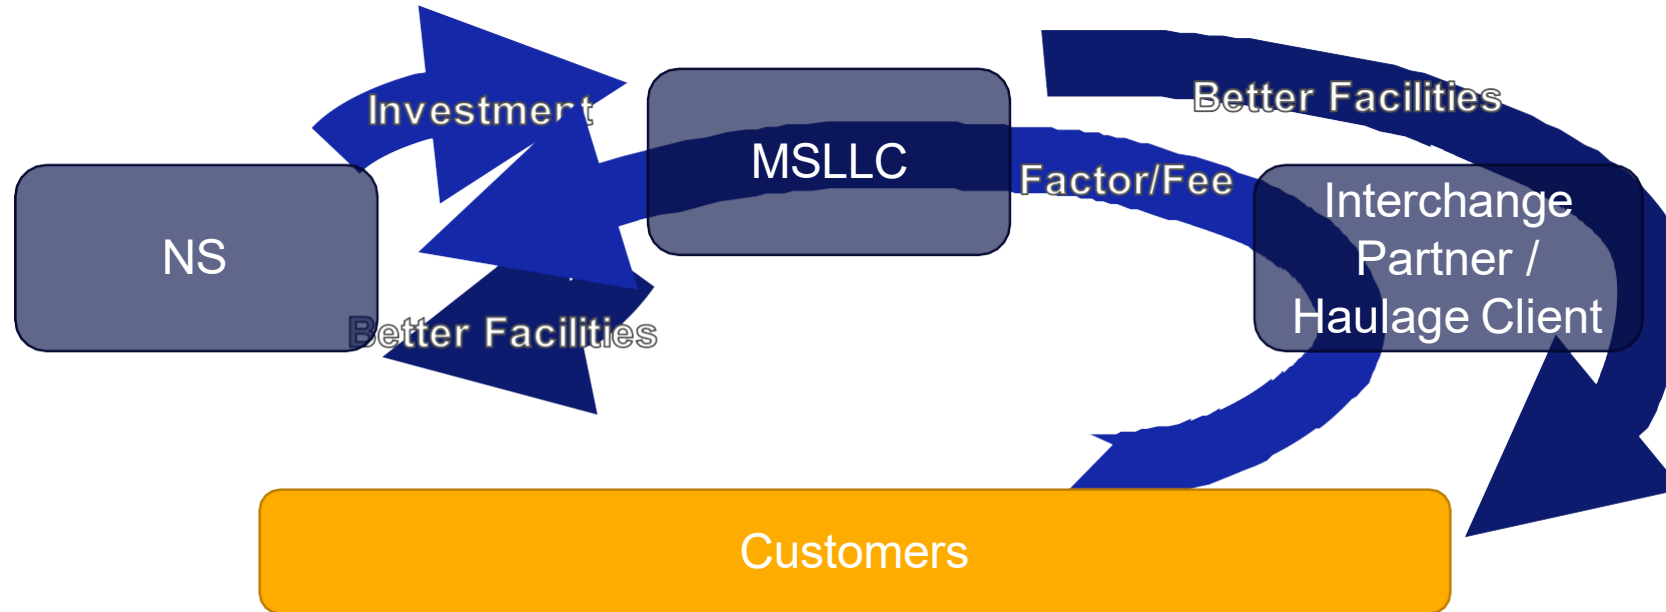 Investment
Better Facilities
MSLLC
Factor/Fee
NS
Interchange
Partner /
Haulage Client
Better Facilities
Customers